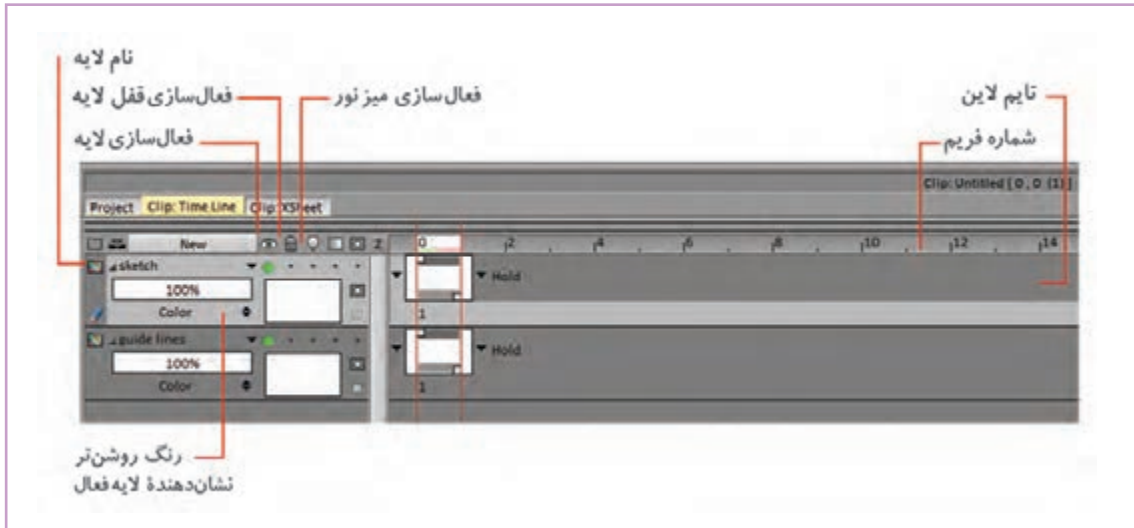 نام لایه
فعال‌سازی قفل لایه
فعال‌سازی میز نور
تایم لاین
فعال‌سازی لایه
شماره فریم
Clip: Untitled [ 0 , 0 (1) ]
Project Clip: Time Line Clip: XSheet
New Z 0 2 4 6 8 10 12 14
sketch
Hold
100%
Color 1
guide lines
Hold
100%
Color 1
رنگ روشن‌تر
نشان‌دهندۀ لایه فعال